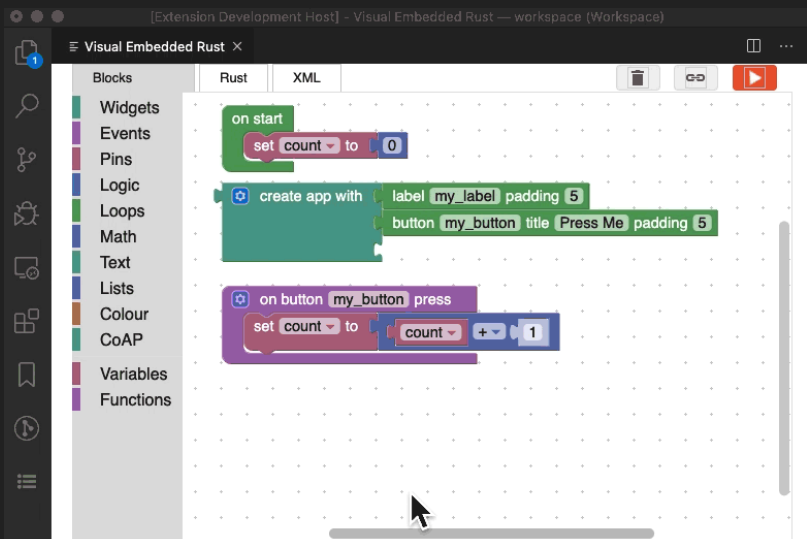 [Extension Development Host] - Visual Embedded Rust — workspace (Workspace)
1
Visual Embedded Rust
Blocks
Rust
XML
Widgets
Events
Pins
Logic
Loops
Math
Text
Lists
Colour
CoAP
Variables
Functions
on start
set count to 0
create app with label my_label padding 5
button my_button title Press Me padding 5
on button my_button press
set count to count + 1